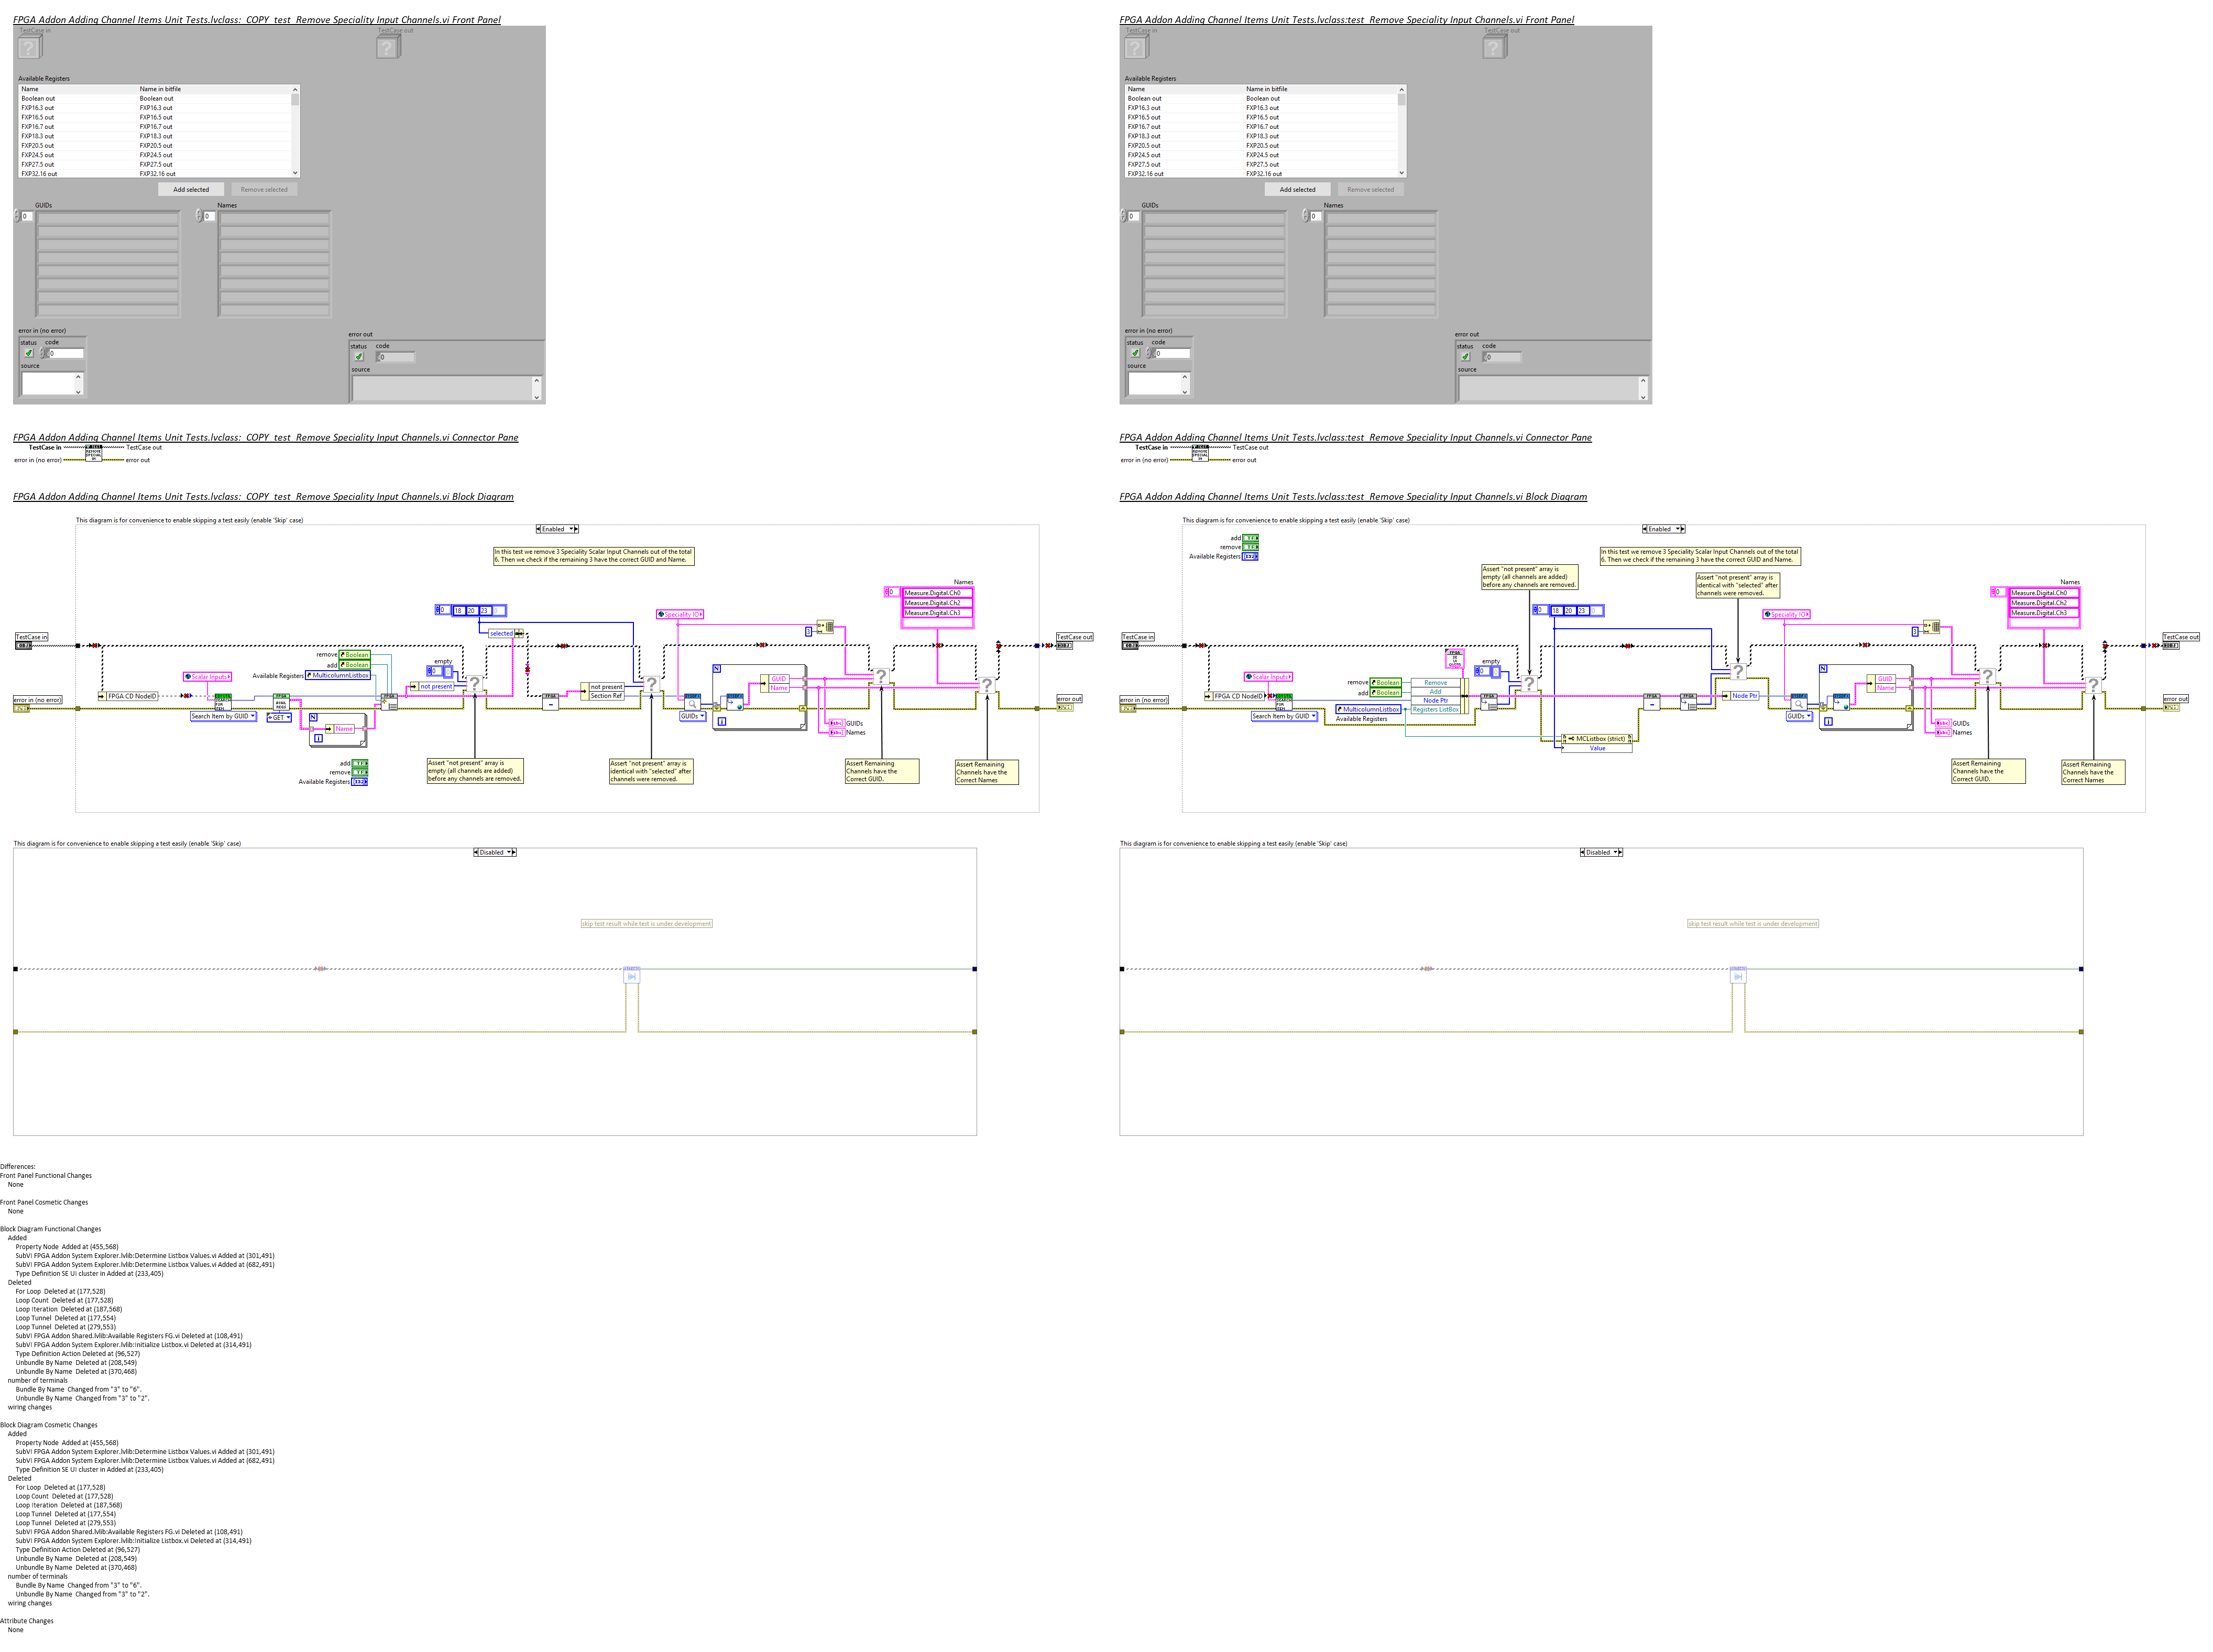 FPGA Addon Adding Channel Items Unit Tests.lvclass:_COPY_test_Remove Speciality Input Channels.vi Front Panel
TestCase in
TestCase out
Available Registers
Name Name in bitfile
Boolean out Boolean out
FXP16.3 out FXP16.3 out
FXP16.5 out FXP16.5 out
FXP16.7 out FXP16.7 out
FXP18.3 out FXP18.3 out
FXP20.5 out FXP20.5 out
FXP24.5 out FXP24.5 out
FXP27.5 out FXP27.5 out
FXP32.16 out FXP32.16 out
Add selected Remove selected
GUIDs Names
0 0
error in (no error)
status code
0
source
error out
status code
0
source
FPGA Addon Adding Channel Items Unit Tests.lvclass:test_Remove Speciality Input Channels.vi Front Panel
TestCase in
TestCase out
Available Registers
Name Name in bitfile
Boolean out Boolean out
FXP16.3 out FXP16.3 out
FXP16.5 out FXP16.5 out
FXP16.7 out FXP16.7 out
FXP18.3 out FXP18.3 out
FXP20.5 out FXP20.5 out
FXP24.5 out FXP24.5 out
FXP27.5 out FXP27.5 out
FXP32.16 out FXP32.16 out
Add selected Remove selected
GUIDs Names
0 0
error in (no error)
status code
0
source
error out
status code
0
source
FPGA Addon Adding Channel Items Unit Tests.lvclass:_COPY_test_Remove Speciality Input Channels.vi Connector Pane
TestCase in TestCase out
error in (no error) error out
FPGA Addon Adding Channel Items Unit Tests.lvclass:test_Remove Speciality Input Channels.vi Connector Pane
TestCase in TestCase out
error in (no error) error out
FPGA Addon Adding Channel Items Unit Tests.lvclass:_COPY_test_Remove Speciality Input Channels.vi Block Diagram
This diagram is for convenience to enable skipping a test easily (enable 'Skip' case)
Enabled
In this test we remove 3 Speciality Scalar Input Channels out of the total
6. Then we check if the remaining 3 have the correct GUID and Name.
Names
0 Measure.Digital.Ch0
Measure.Digital.Ch2
Measure.Digital.Ch3
0 18 20 23 0
Speciality IO
selected
3
TestCase in
TestCase out
remove Boolean
add Boolean
empty
Available Registers MulticolumnListbox
Scalar Inputs
not present
FPGA CD NodeID
not present
Section Ref
GUID
Name
error in (no error)
error out
Search Item by GUID
GET
Name
GUIDs
GUIDs
Names
add
remove
Available Registers
Assert "not present" array is
empty (all channels are added)
before any channels are removed.
Assert "not present" array is
identical with "selected" after
channels were removed.
Assert Remaining
Channels have the
Correct GUID.
Assert Remaining
Channels have the
Correct Names
FPGA Addon Adding Channel Items Unit Tests.lvclass:test_Remove Speciality Input Channels.vi Block Diagram
This diagram is for convenience to enable skipping a test easily (enable 'Skip' case)
Enabled
add
remove
Available Registers
In this test we remove 3 Speciality Scalar Input Channels out of the total
6. Then we check if the remaining 3 have the correct GUID and Name.
Assert "not present" array is
empty (all channels are added)
before any channels are removed.
Assert "not present" array is
identical with "selected" after
channels were removed.
Names
0 Measure.Digital.Ch0
Measure.Digital.Ch2
Measure.Digital.Ch3
0 18 20 23 0
Speciality IO
3
TestCase in
TestCase out
empty
Scalar Inputs
remove Boolean
add Boolean
Remove
Add
Node Ptr
Registers ListBox
FPGA CD NodeID
Node Ptr
GUID
Name
error in (no error)
error out
MulticolumnListbox
Available Registers
Search Item by GUID
GUIDs
GUIDs
Names
MCListbox (strict)
Value
Assert Remaining
Channels have the
Correct GUID.
Assert Remaining
Channels have the
Correct Names
This diagram is for convenience to enable skipping a test easily (enable 'Skip' case)
Disabled
skip test result while test is under development
This diagram is for convenience to enable skipping a test easily (enable 'Skip' case)
Disabled
skip test result while test is under development
Differences:
Front Panel Functional Changes
None
Front Panel Cosmetic Changes
None
Block Diagram Functional Changes
Added
Property Node Added at (455,568)
SubVI FPGA Addon System Explorer.lvlib:Determine Listbox Values.vi Added at (301,491)
SubVI FPGA Addon System Explorer.lvlib:Determine Listbox Values.vi Added at (682,491)
Type Definition SE UI cluster in Added at (233,405)
Deleted
For Loop Deleted at (177,528)
Loop Count Deleted at (177,528)
Loop Iteration Deleted at (187,568)
Loop Tunnel Deleted at (177,554)
Loop Tunnel Deleted at (279,553)
SubVI FPGA Addon Shared.lvlib:Available Registers FG.vi Deleted at (108,491)
SubVI FPGA Addon System Explorer.lvlib:Initialize Listbox.vi Deleted at (314,491)
Type Definition Action Deleted at (96,527)
Unbundle By Name Deleted at (208,549)
Unbundle By Name Deleted at (370,468)
number of terminals
Bundle By Name Changed from "3" to "6".
Unbundle By Name Changed from "3" to "2".
wiring changes
Block Diagram Cosmetic Changes
Added
Property Node Added at (455,568)
SubVI FPGA Addon System Explorer.lvlib:Determine Listbox Values.vi Added at (301,491)
SubVI FPGA Addon System Explorer.lvlib:Determine Listbox Values.vi Added at (682,491)
Type Definition SE UI cluster in Added at (233,405)
Deleted
For Loop Deleted at (177,528)
Loop Count Deleted at (177,528)
Loop Iteration Deleted at (187,568)
Loop Tunnel Deleted at (177,554)
Loop Tunnel Deleted at (279,553)
SubVI FPGA Addon Shared.lvlib:Available Registers FG.vi Deleted at (108,491)
SubVI FPGA Addon System Explorer.lvlib:Initialize Listbox.vi Deleted at (314,491)
Type Definition Action Deleted at (96,527)
Unbundle By Name Deleted at (208,549)
Unbundle By Name Deleted at (370,468)
number of terminals
Bundle By Name Changed from "3" to "6".
Unbundle By Name Changed from "3" to "2".
wiring changes
Attribute Changes
None